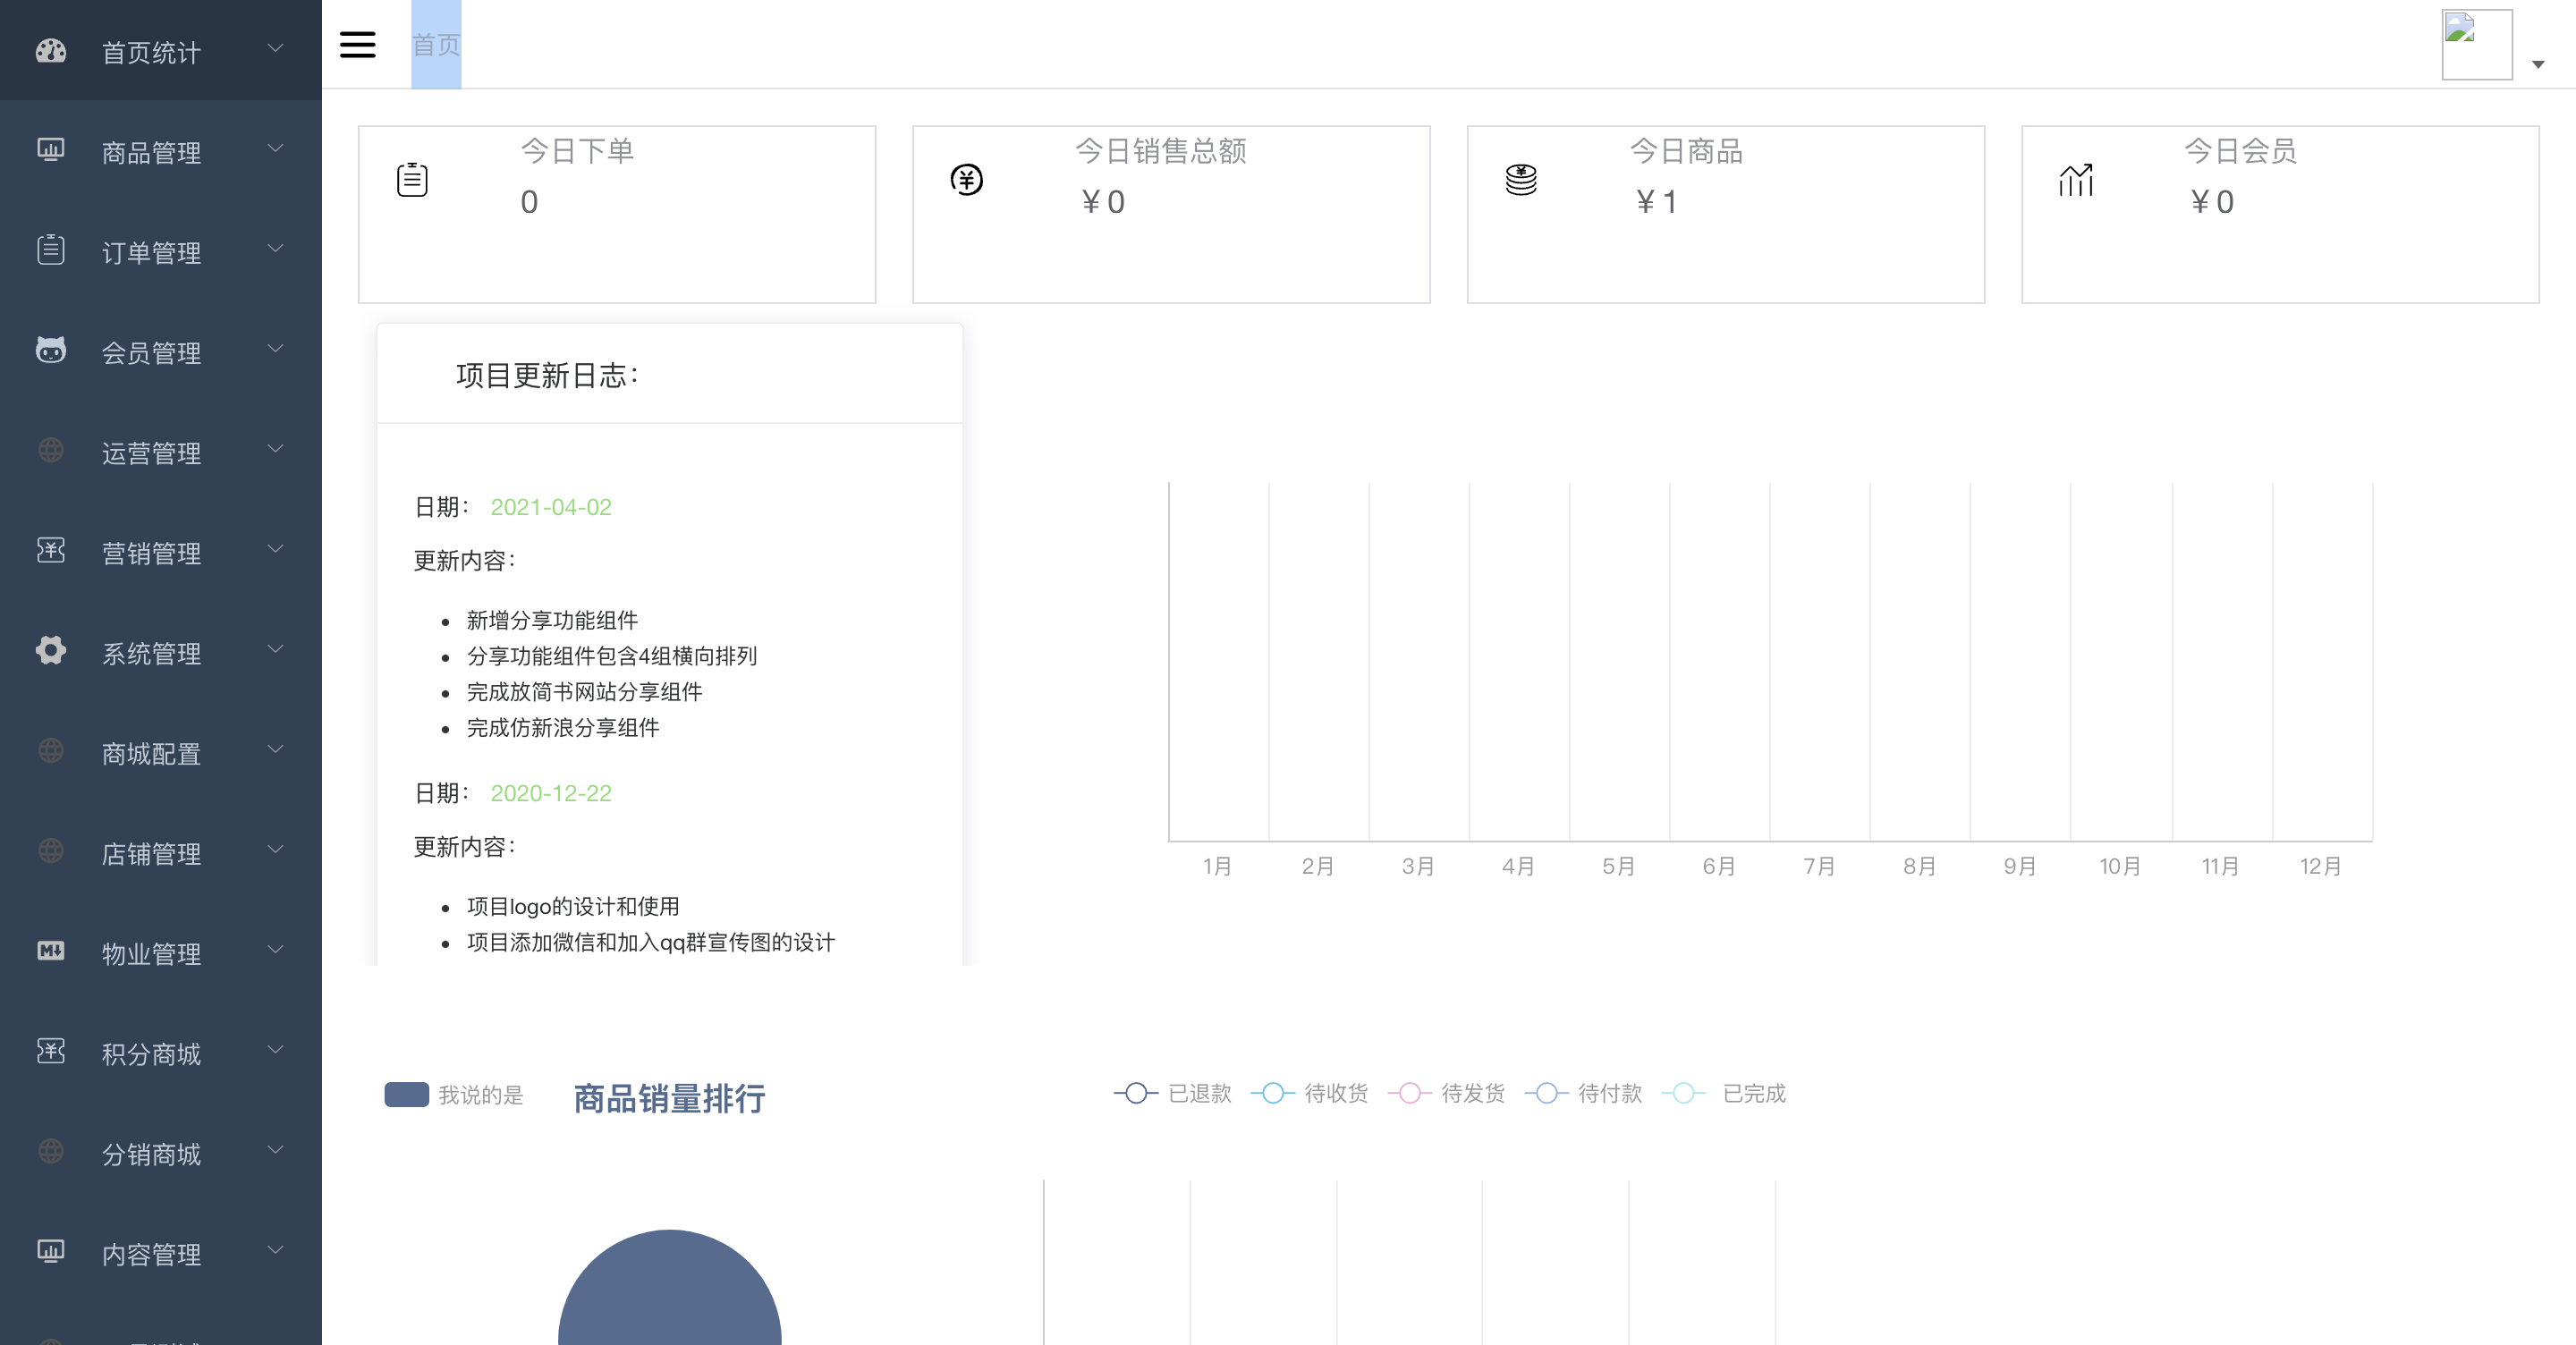 首页统计
商品管理
订单管理
会员管理
运营管理
营销管理
系统管理
商城配置
店铺管理
物业管理
积分商城
分销商城
内容管理
首页
今日下单
0
今日销售总额
¥ 0
今日商品
¥ 1
今日会员
¥ 0
项目更新日志：
日期： 2021-04-02
更新内容：
新增分享功能组件
分享功能组件包含4组横向排列
完成放简书网站分享组件
完成仿新浪分享组件
日期： 2020-12-22
更新内容：
项目logo的设计和使用
项目添加微信和加入qq群宣传图的设计
1月 2月 3月 4月 5月 6月 7月 8月 9月 10月 11月 12月
我说的是 商品销量排行
已退款 待收货 待发货 待付款 已完成